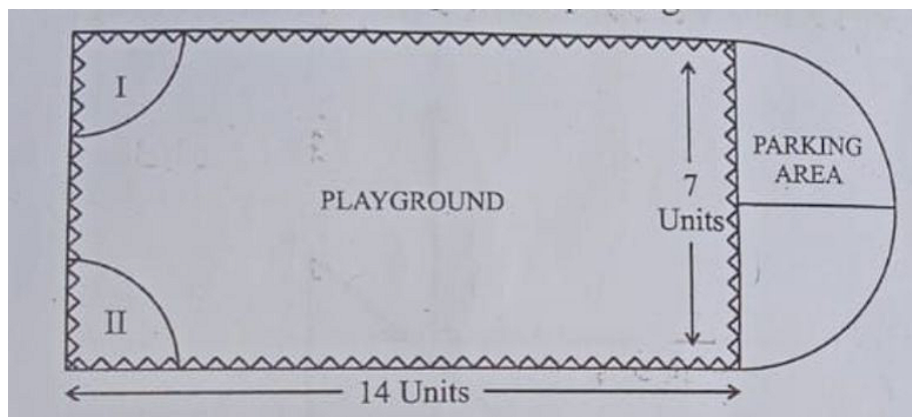 I
PARKING
AREA
PLAYGROUND
7
Units
II
14 Units